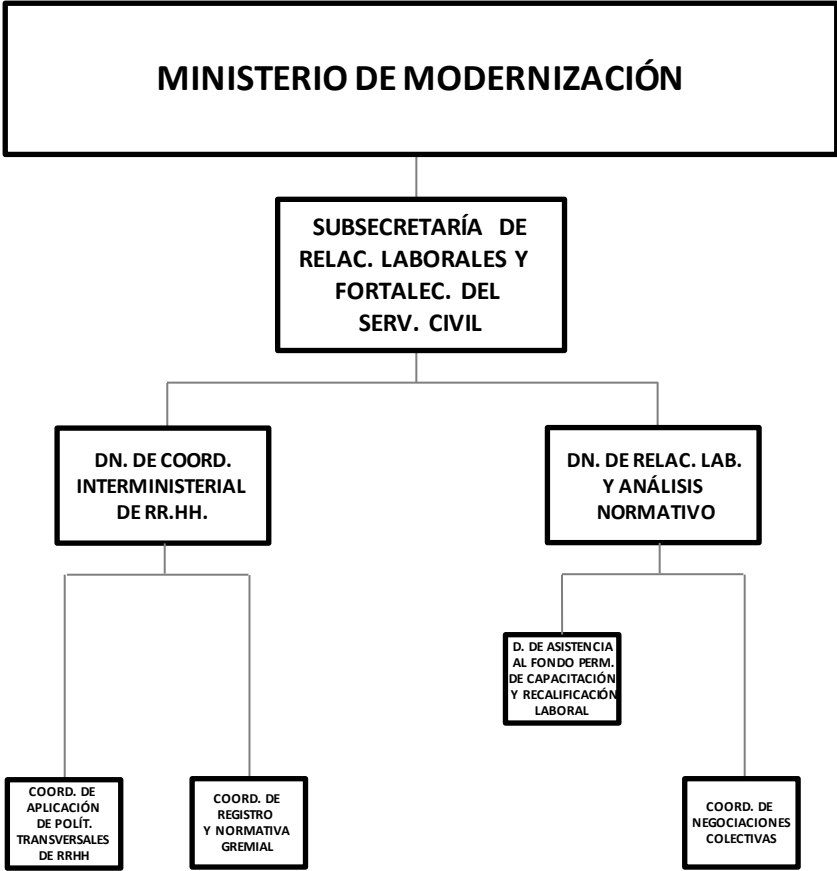 MINISTERIO DE MODERNIZACIÓN
SUBSECRETARÍA DE
RELAC. LABORALES Y
FORTALEC. DEL
SERV. CIVIL
DN. DE COORD.
INTERMINISTERIAL
DE RR.HH.
DN. DE RELAC. LAB.
Y ANÁLISIS
NORMATIVO
D. DE ASISTENCIA
AL FONDO PERM.
DE CAPACITACIÓN
Y RECALIFICACIÓN
LABORAL
COORD. DE
APLICACIÓN
DE POLÍT.
TRANSVERSALES
DE RRHH
COORD. DE
REGISTRO
Y NORMATIVA
GREMIAL
COORD. DE
NEGOCIACIONES
COLECTIVAS